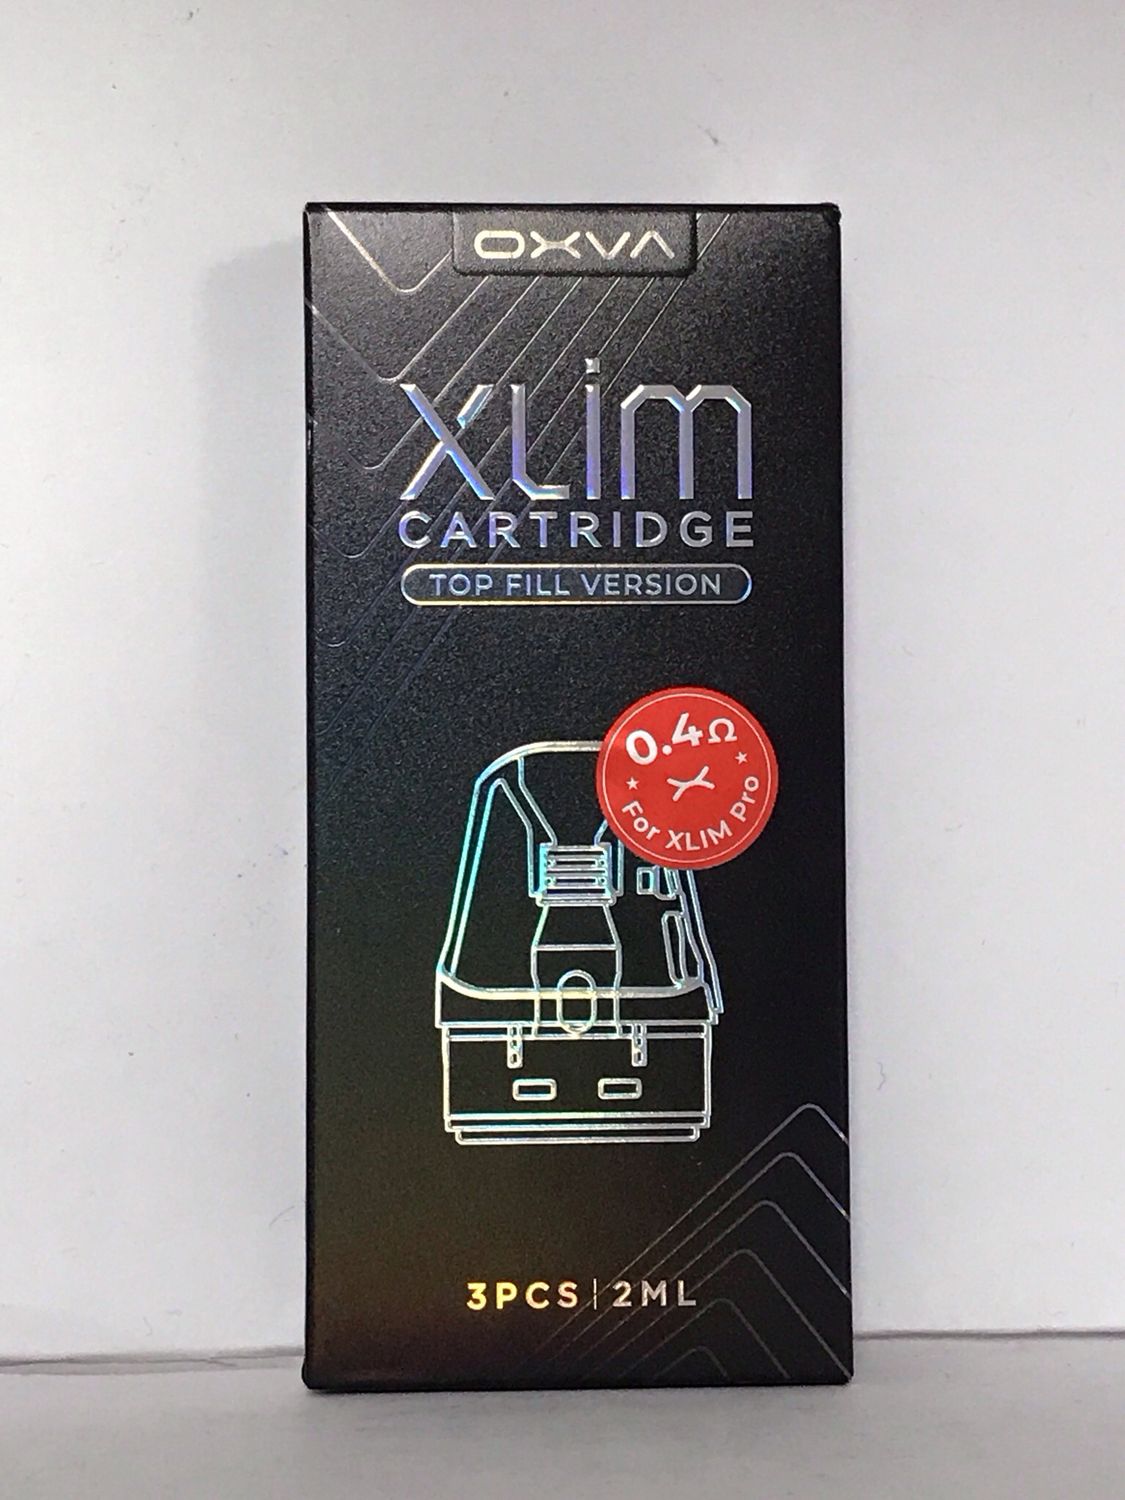 OXVA
XLiM
CARTRIDGE
TOP FILL VERSION
0.4Ω
For XLIM Pro
3PCS|2ML